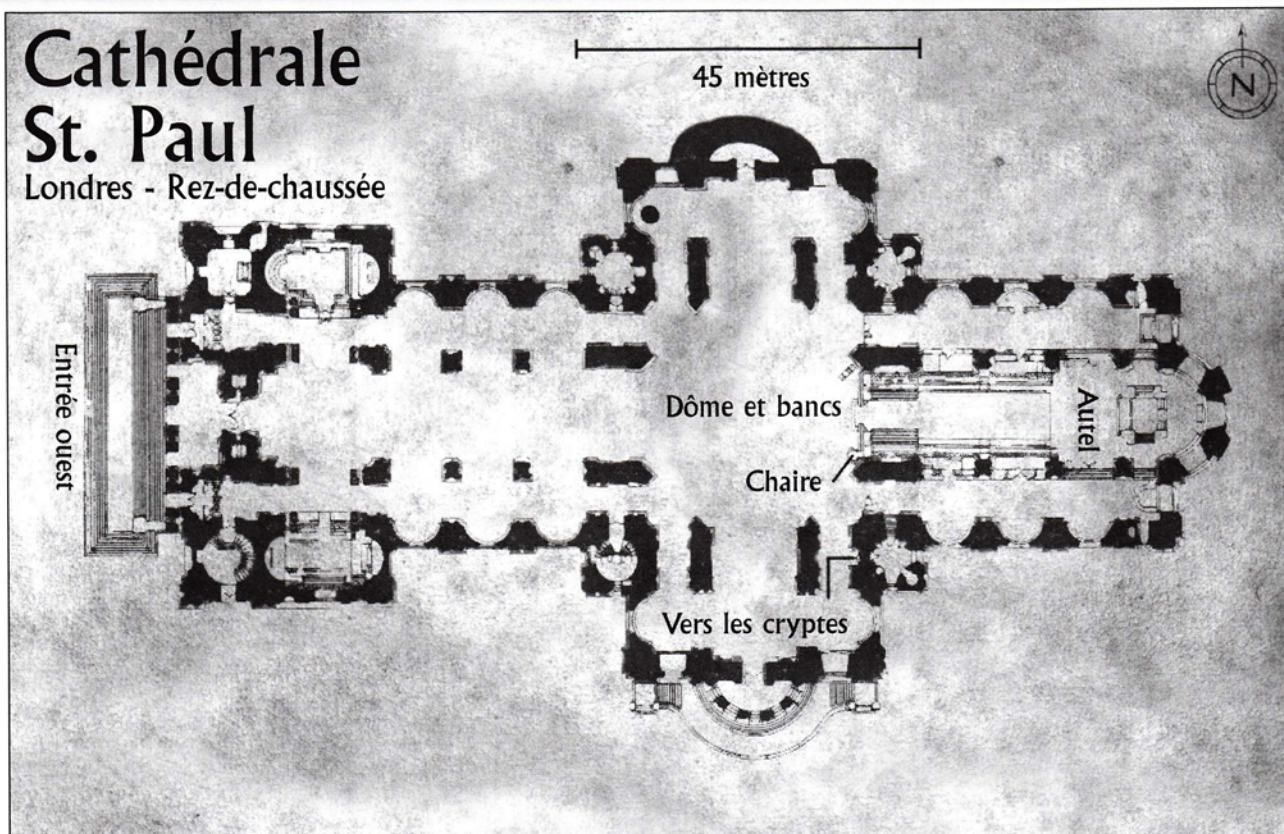 Cathédrale
St. Paul
Londres - Rez-de-chaussée
45 mètres
N
Entrée ouest
Dôme et bancs
Autel
Chaire
Vers les cryptes